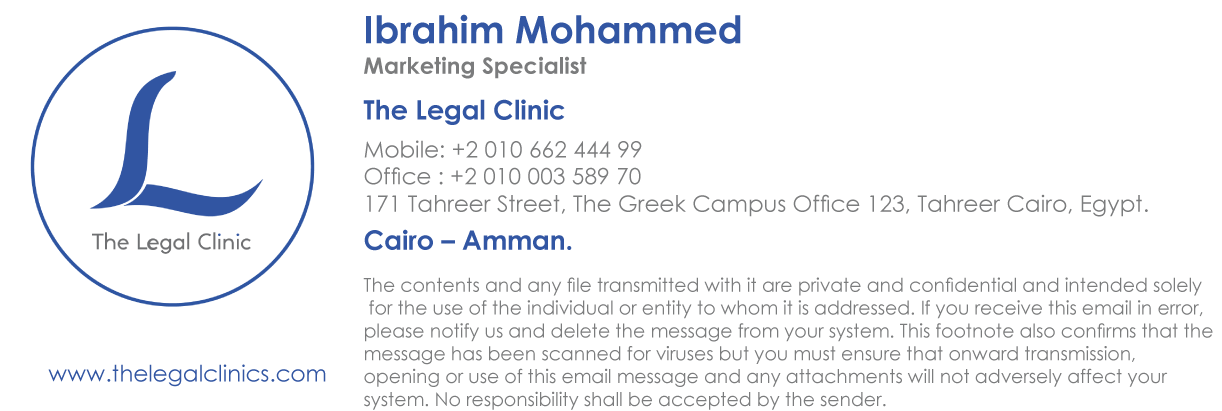 The Legal Clinic
www.thelegalclinics.com
Ibrahim Mohammed
Marketing Specialist
The Legal Clinic
Mobile: +2 010 662 444 99
Office : +2 010 003 589 70
171 Tahreer Street, The Greek Campus Office 123, Tahreer Cairo, Egypt.
Cairo – Amman.
The contents and any file transmitted with it are private and confidential and intended solely
for the use of the individual or entity to whom it is addressed. If you receive this email in error,
please notify us and delete the message from your system. This footnote also confirms that the
message has been scanned for viruses but you must ensure that onward transmission,
opening or use of this email message and any attachments will not adversely affect your
system. No responsibility shall be accepted by the sender.